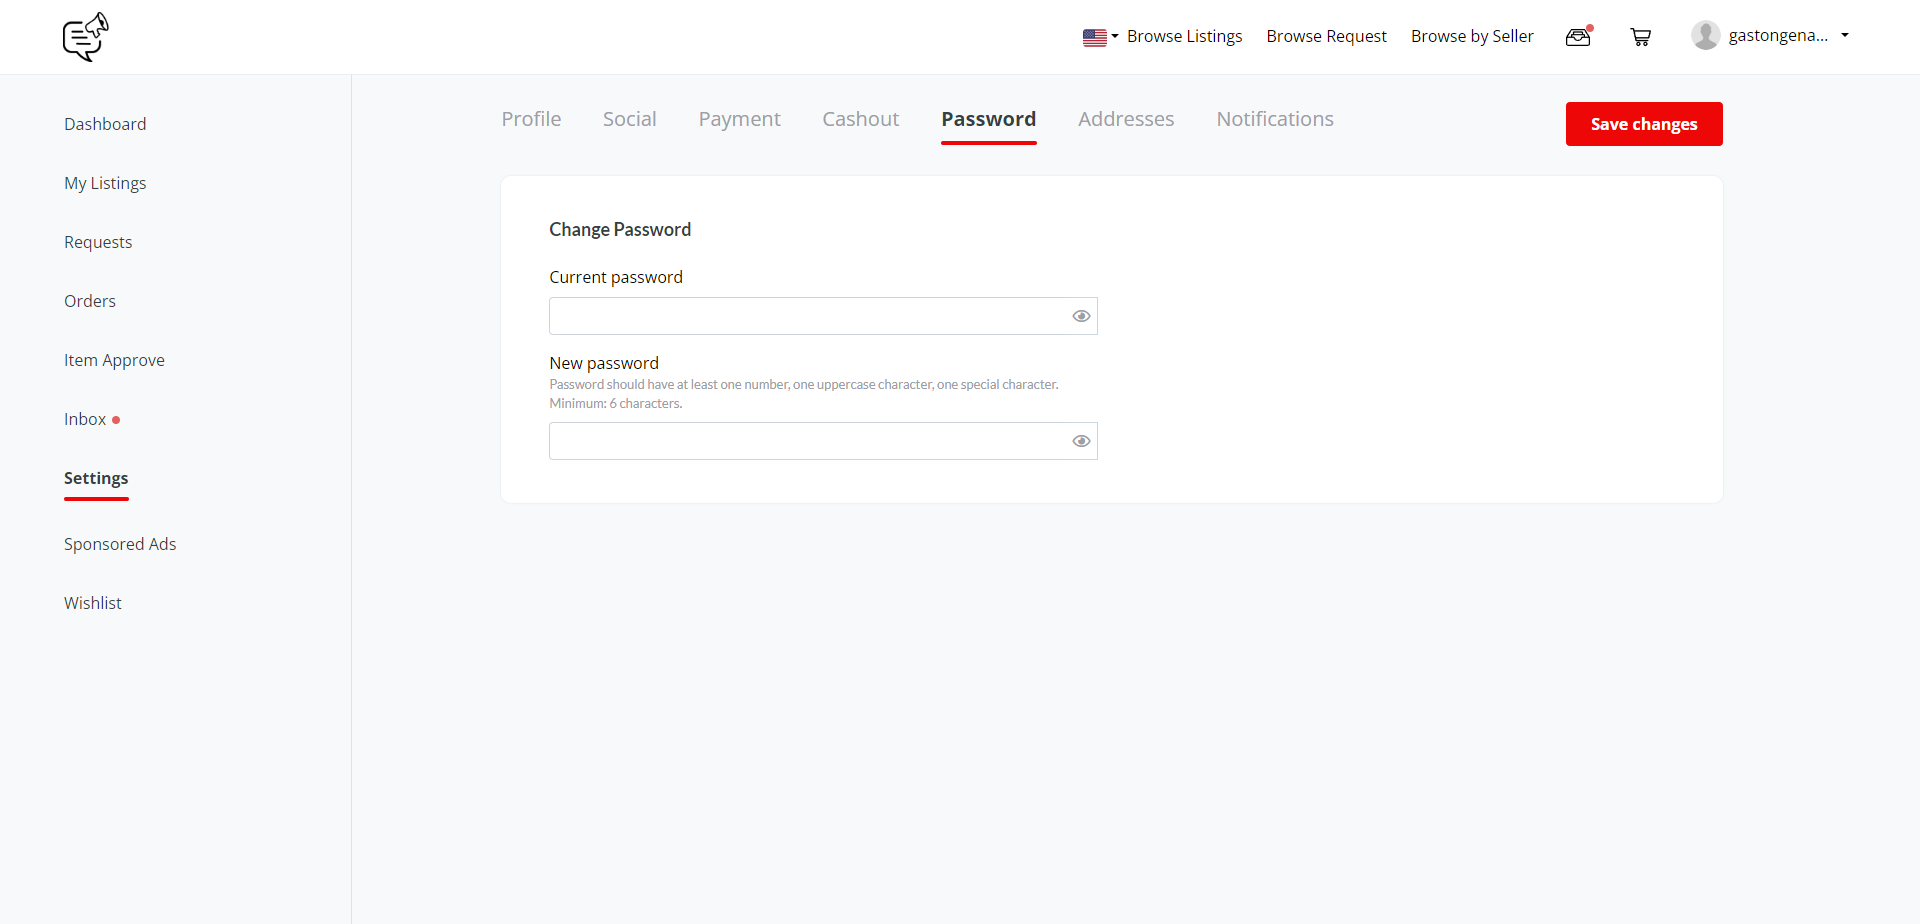 Browse Listings
Browse Request
Browse by Seller
gastongena...
Dashboard
My Listings
Requests
Orders
Item Approve
Inbox
Settings
Sponsored Ads
Wishlist
Profile
Social
Payment
Cashout
Password
Addresses
Notifications
Save changes
Change Password
Current password
New password
Password should have at least one number, one uppercase character, one special character.
Minimum: 6 characters.